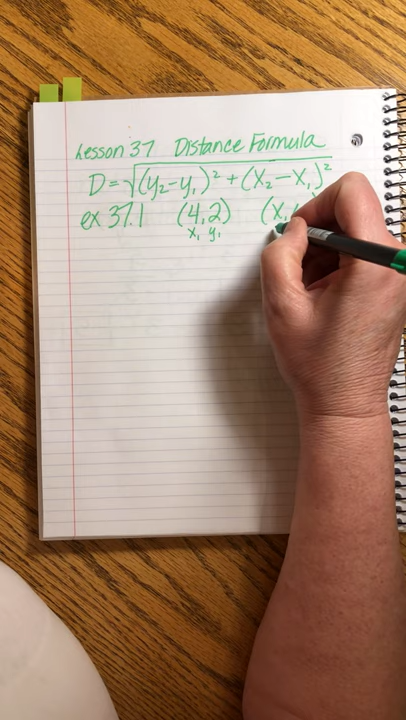 Lesson 37 Distance Formula
D = √(y₂-y₁)² + (x₂-x₁)²
ex 37.1 (4,2) (x,
x₁ y₁